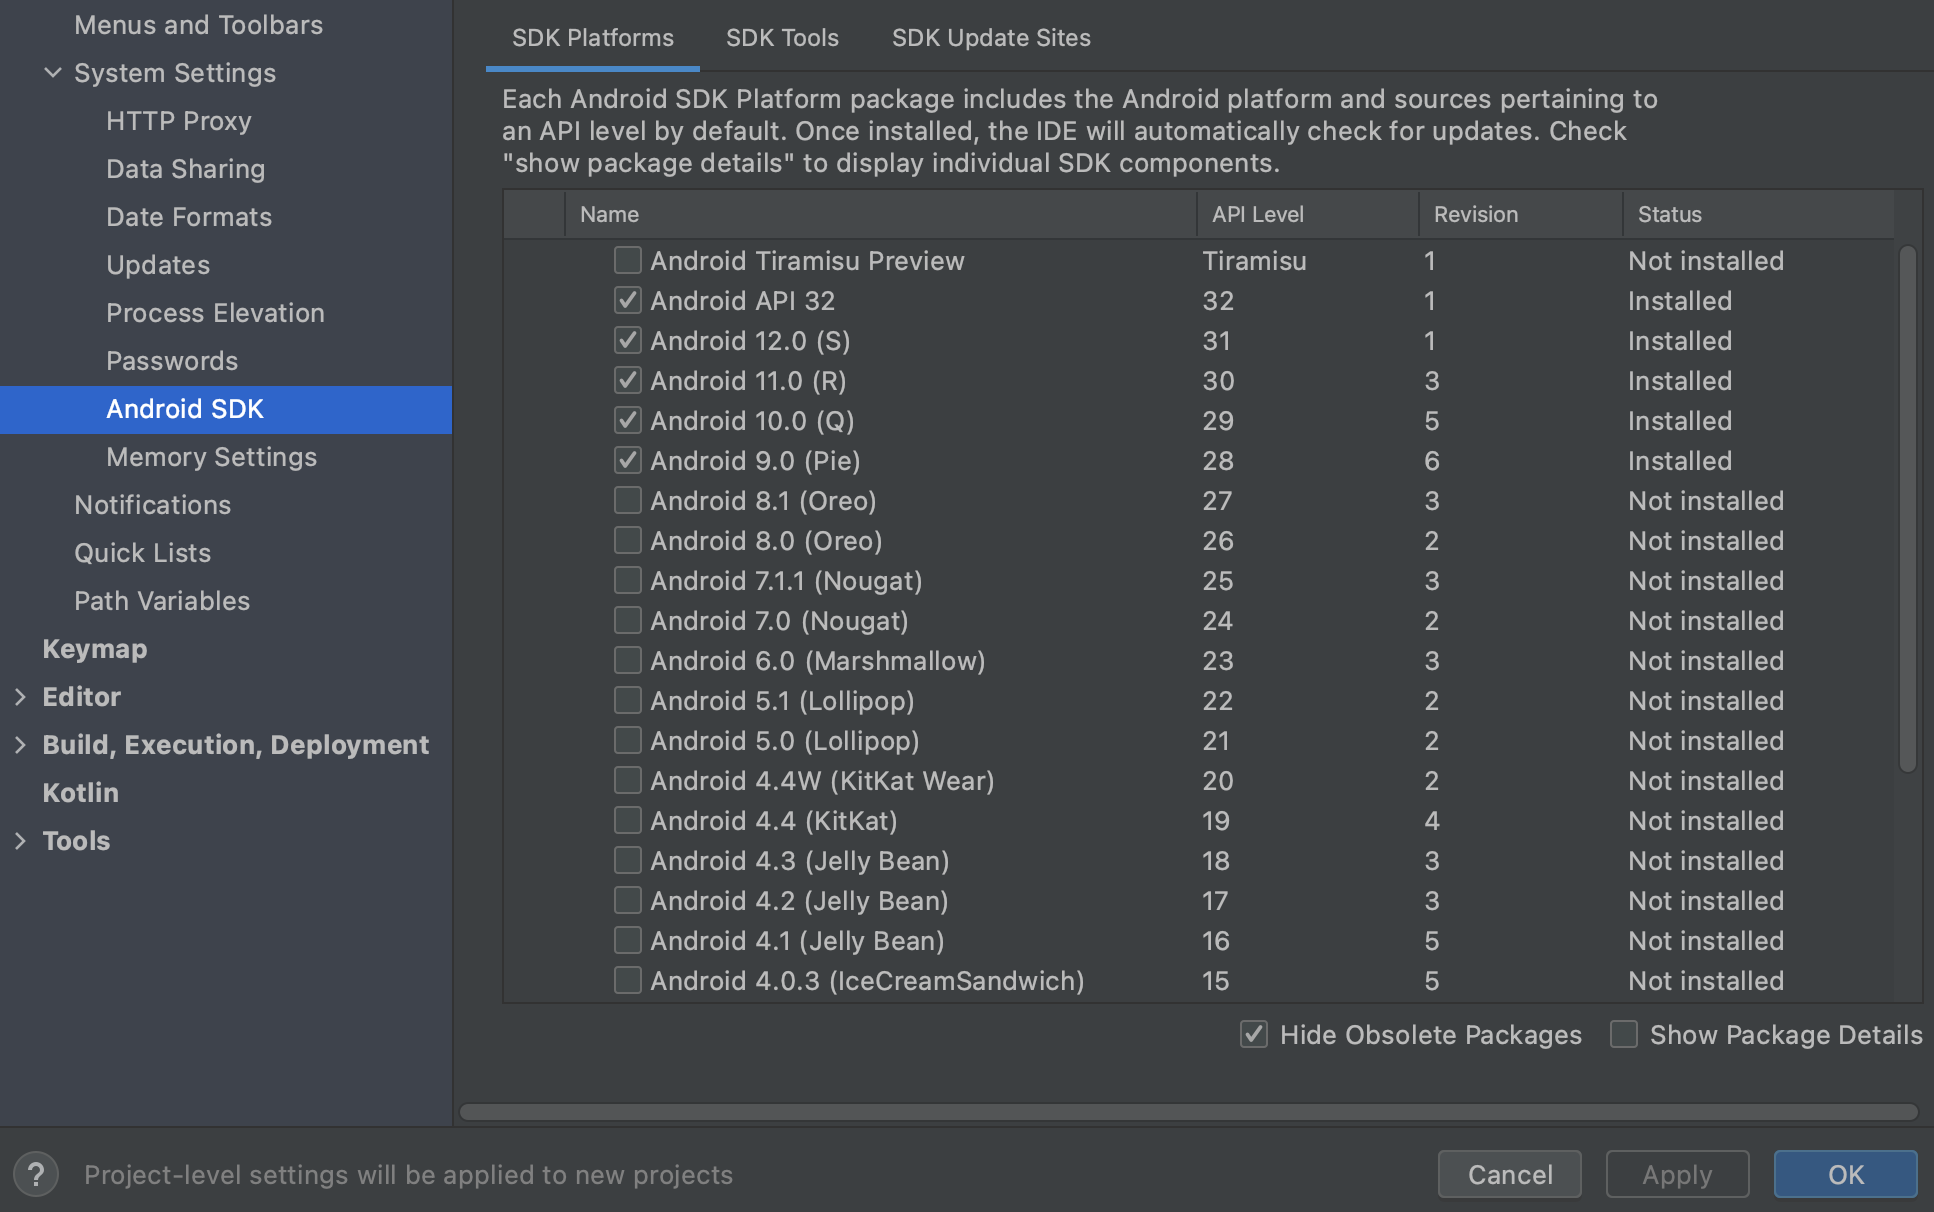 Menus and Toolbars
System Settings
HTTP Proxy
Data Sharing
Date Formats
Updates
Process Elevation
Passwords
Android SDK
Memory Settings
Notifications
Quick Lists
Path Variables
Keymap
Editor
Build, Execution, Deployment
Kotlin
Tools
SDK Platforms SDK Tools SDK Update Sites
Each Android SDK Platform package includes the Android platform and sources pertaining to
an API level by default. Once installed, the IDE will automatically check for updates. Check
"show package details" to display individual SDK components.
Name API Level Revision Status
Android Tiramisu Preview Tiramisu 1 Not installed
Android API 32 32 1 Installed
Android 12.0 (S) 31 1 Installed
Android 11.0 (R) 30 3 Installed
Android 10.0 (Q) 29 5 Installed
Android 9.0 (Pie) 28 6 Installed
Android 8.1 (Oreo) 27 3 Not installed
Android 8.0 (Oreo) 26 2 Not installed
Android 7.1.1 (Nougat) 25 3 Not installed
Android 7.0 (Nougat) 24 2 Not installed
Android 6.0 (Marshmallow) 23 3 Not installed
Android 5.1 (Lollipop) 22 2 Not installed
Android 5.0 (Lollipop) 21 2 Not installed
Android 4.4W (KitKat Wear) 20 2 Not installed
Android 4.4 (KitKat) 19 4 Not installed
Android 4.3 (Jelly Bean) 18 3 Not installed
Android 4.2 (Jelly Bean) 17 3 Not installed
Android 4.1 (Jelly Bean) 16 5 Not installed
Android 4.0.3 (IceCreamSandwich) 15 5 Not installed
Hide Obsolete Packages Show Package Details
? Project-level settings will be applied to new projects
Cancel Apply OK